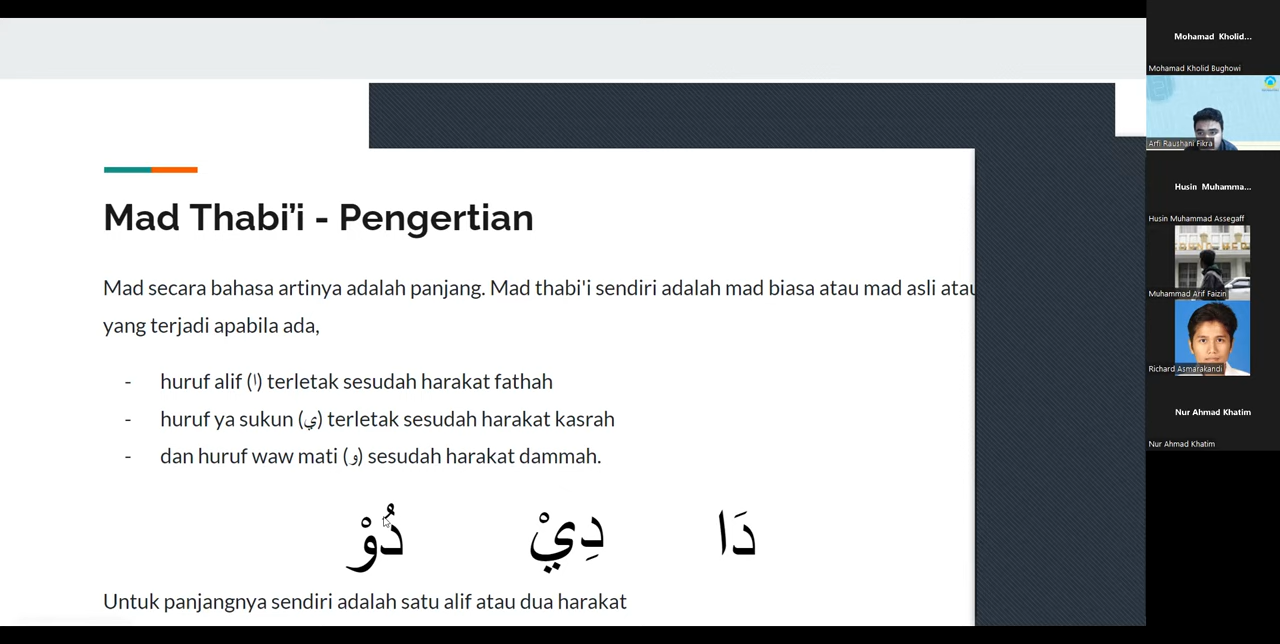 Mad Thabi’i - Pengertian
Mad secara bahasa artinya adalah panjang. Mad thabi'i sendiri adalah mad biasa atau mad asli atau
yang terjadi apabila ada,
- huruf alif (ا) terletak sesudah harakat fathah
- huruf ya sukun (ي) terletak sesudah harakat kasrah
- dan huruf waw mati (و) sesudah harakat dammah.
دَا دِيْ دُوْ
Untuk panjangnya sendiri adalah satu alif atau dua harakat
Mohamad Kholid...
Mohamad Kholid Bughowi
Arfi Raushani Fikra
Husin Muhamma...
Husin Muhammad Assegaff
Muhammad Arif Faizin
Richard Asmarakandi
Nur Ahmad Khatim
Nur Ahmad Khatim